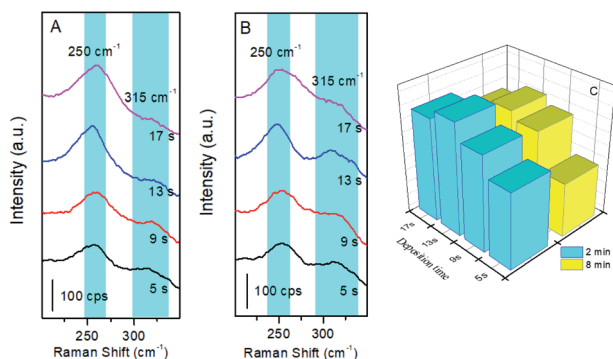 A
250 cm⁻¹
315 cm⁻¹
17 s
13 s
9 s
5 s
100 cps
Intensity (a.u.)
250
300
Raman Shift (cm⁻¹)
B
250 cm⁻¹
315 cm⁻¹
17 s
13 s
9 s
5 s
100 cps
Intensity (a.u.)
250
300
Raman Shift (cm⁻¹)
C
17s
13s
5s
Deposition time
2 min
8 min